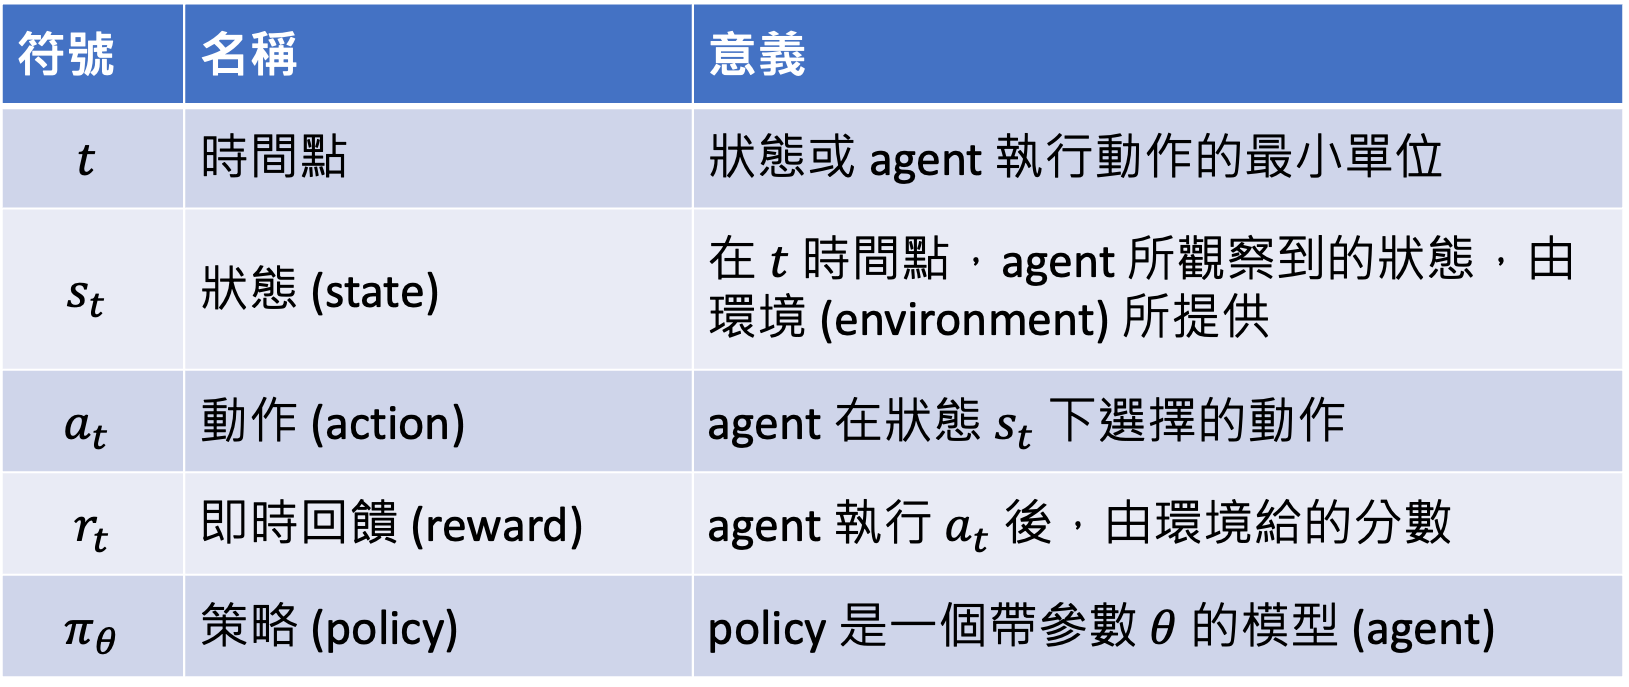 符號 名稱 意義
t 時間點 狀態或 agent 執行動作的最小單位
s_t 狀態 (state) 在 t 時間點，agent 所觀察到的狀態，由
環境 (environment) 所提供
a_t 動作 (action) agent 在狀態 s_t 下選擇的動作
r_t 即時回饋 (reward) agent 執行 a_t 後，由環境給的分數
π_θ 策略 (policy) policy 是一個帶參數 θ 的模型 (agent)